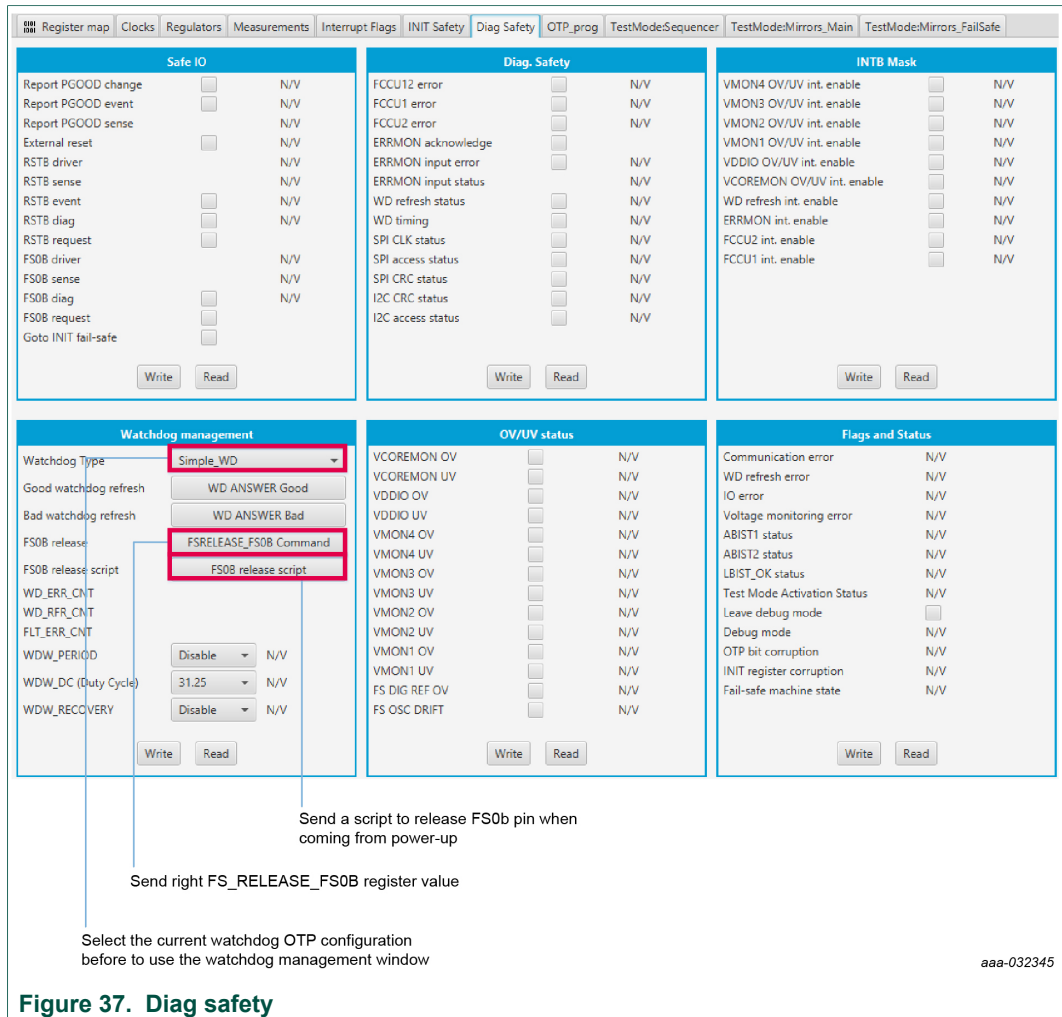 Register map Clocks Regulators Measurements Interrupt Flags INIT Safety Diag Safety OTP_prog TestMode:Sequencer TestMode:Mirrors_Main TestMode:Mirrors_FailSafe
Safe IO
Report PGOOD change N/V
Report PGOOD event N/V
Report PGOOD sense N/V
External reset N/V
RSTB driver N/V
RSTB sense N/V
RSTB event N/V
RSTB diag N/V
RSTB request
FS0B driver N/V
FS0B sense N/V
FS0B diag N/V
FS0B request
Goto INIT fail-safe
Write Read
Diag. Safety
FCCU12 error N/V
FCCU1 error N/V
FCCU2 error N/V
ERRMON acknowledge
ERRMON input error N/V
ERRMON input status N/V
WD refresh status N/V
WD timing N/V
SPI CLK status N/V
SPI access status N/V
SPI CRC status N/V
I2C CRC status N/V
I2C access status N/V
Write Read
INTB Mask
VMON4 OV/UV int. enable N/V
VMON3 OV/UV int. enable N/V
VMON2 OV/UV int. enable N/V
VMON1 OV/UV int. enable N/V
VDDIO OV/UV int. enable N/V
VCOREMON OV/UV int. enable N/V
WD refresh int. enable N/V
ERRMON int. enable N/V
FCCU2 int. enable N/V
FCCU1 int. enable N/V
Write Read
Watchdog management
Watchdog Type Simple_WD
Good watchdog refresh WD ANSWER Good
Bad watchdog refresh WD ANSWER Bad
FS0B release FSRELEASE_FS0B Command
FS0B release script FS0B release script
WD_ERR_CNT
WD_RFR_CNT
FLT_ERR_CNT
WDW_PERIOD Disable N/V
WDW_DC (Duty Cycle) 31.25 N/V
WDW_RECOVERY Disable N/V
Write Read
OV/UV status
VCOREMON OV N/V
VCOREMON UV N/V
VDDIO OV N/V
VDDIO UV N/V
VMON4 OV N/V
VMON4 UV N/V
VMON3 OV N/V
VMON3 UV N/V
VMON2 OV N/V
VMON2 UV N/V
VMON1 OV N/V
VMON1 UV N/V
FS DIG REF OV N/V
FS OSC DRIFT N/V
Write Read
Flags and Status
Communication error N/V
WD refresh error N/V
IO error N/V
Voltage monitoring error N/V
ABIST1 status N/V
ABIST2 status N/V
LBIST_OK status N/V
Test Mode Activation Status N/V
Leave debug mode
Debug mode N/V
OTP bit corruption N/V
INIT register corruption N/V
Fail-safe machine state N/V
Write Read
Send a script to release FS0b pin when
coming from power-up
Send right FS_RELEASE_FS0B register value
Select the current watchdog OTP configuration
before to use the watchdog management window
aaa-032345
Figure 37. Diag safety